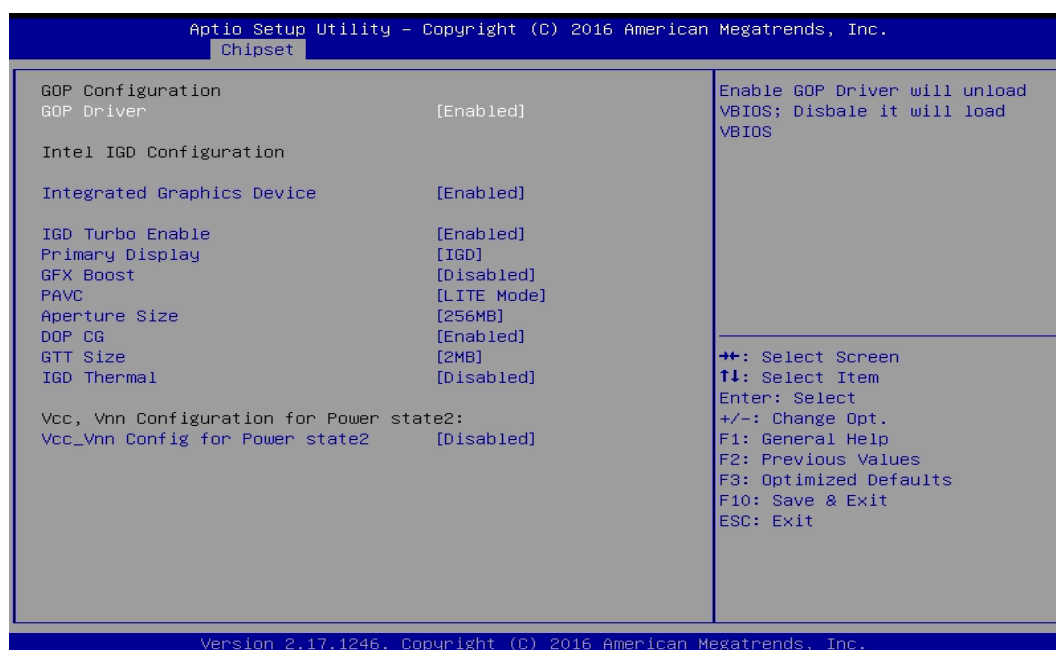 Aptio Setup Utility – Copyright (C) 2016 American Megatrends, Inc.
Chipset
GOP Configuration
GOP Driver [Enabled]
Intel IGD Configuration
Integrated Graphics Device [Enabled]
IGD Turbo Enable [Enabled]
Primary Display [IGD]
GFX Boost [Disabled]
PAVC [LITE Mode]
Aperture Size [256MB]
DOP CG [Enabled]
GTT Size [2MB]
IGD Thermal [Disabled]
Vcc, Vnn Configuration for Power state2:
Vcc_Vnn Config for Power state2 [Disabled]
Enable GOP Driver will unload
VBIOS; Disbale it will load
VBIOS
→←: Select Screen
↑↓: Select Item
Enter: Select
+/-: Change Opt.
F1: General Help
F2: Previous Values
F3: Optimized Defaults
F10: Save & Exit
ESC: Exit
Version 2.17.1246. Copyright (C) 2016 American Megatrends, Inc.